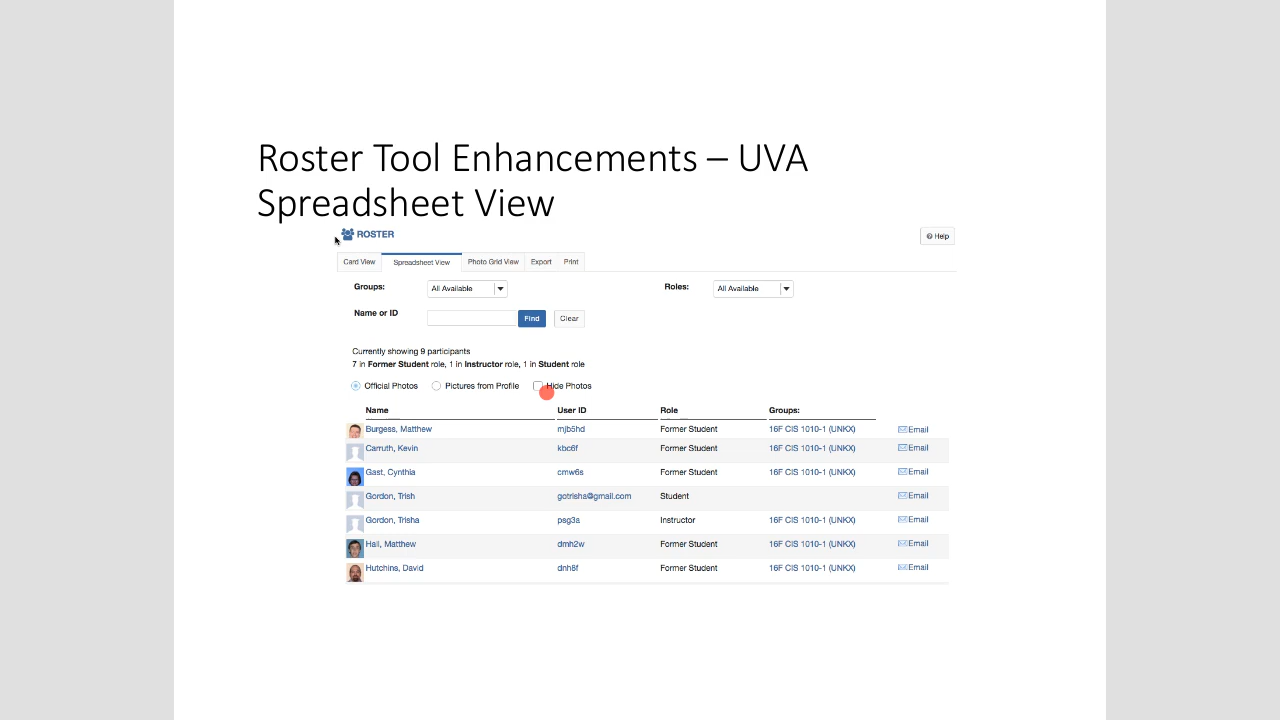 Roster Tool Enhancements – UVA
Spreadsheet View
ROSTER
Help
Card View Spreadsheet View Photo Grid View Export Print
Groups: All Available Roles: All Available
Name or ID Find Clear
Currently showing 9 participants
7 in Former Student role, 1 in Instructor role, 1 in Student role
Official Photos Pictures from Profile Hide Photos
Name User ID Role Groups:
Burgess, Matthew mjb5hd Former Student 16F CIS 1010-1 (UNKX) Email
Carruth, Kevin kbc6f Former Student 16F CIS 1010-1 (UNKX) Email
Gast, Cynthia cmw6s Former Student 16F CIS 1010-1 (UNKX) Email
Gordon, Trish gotrisha@gmail.com Student Email
Gordon, Trisha psg3a Instructor 16F CIS 1010-1 (UNKX) Email
Hall, Matthew dmh2w Former Student 16F CIS 1010-1 (UNKX) Email
Hutchins, David dnh8f Former Student 16F CIS 1010-1 (UNKX) Email